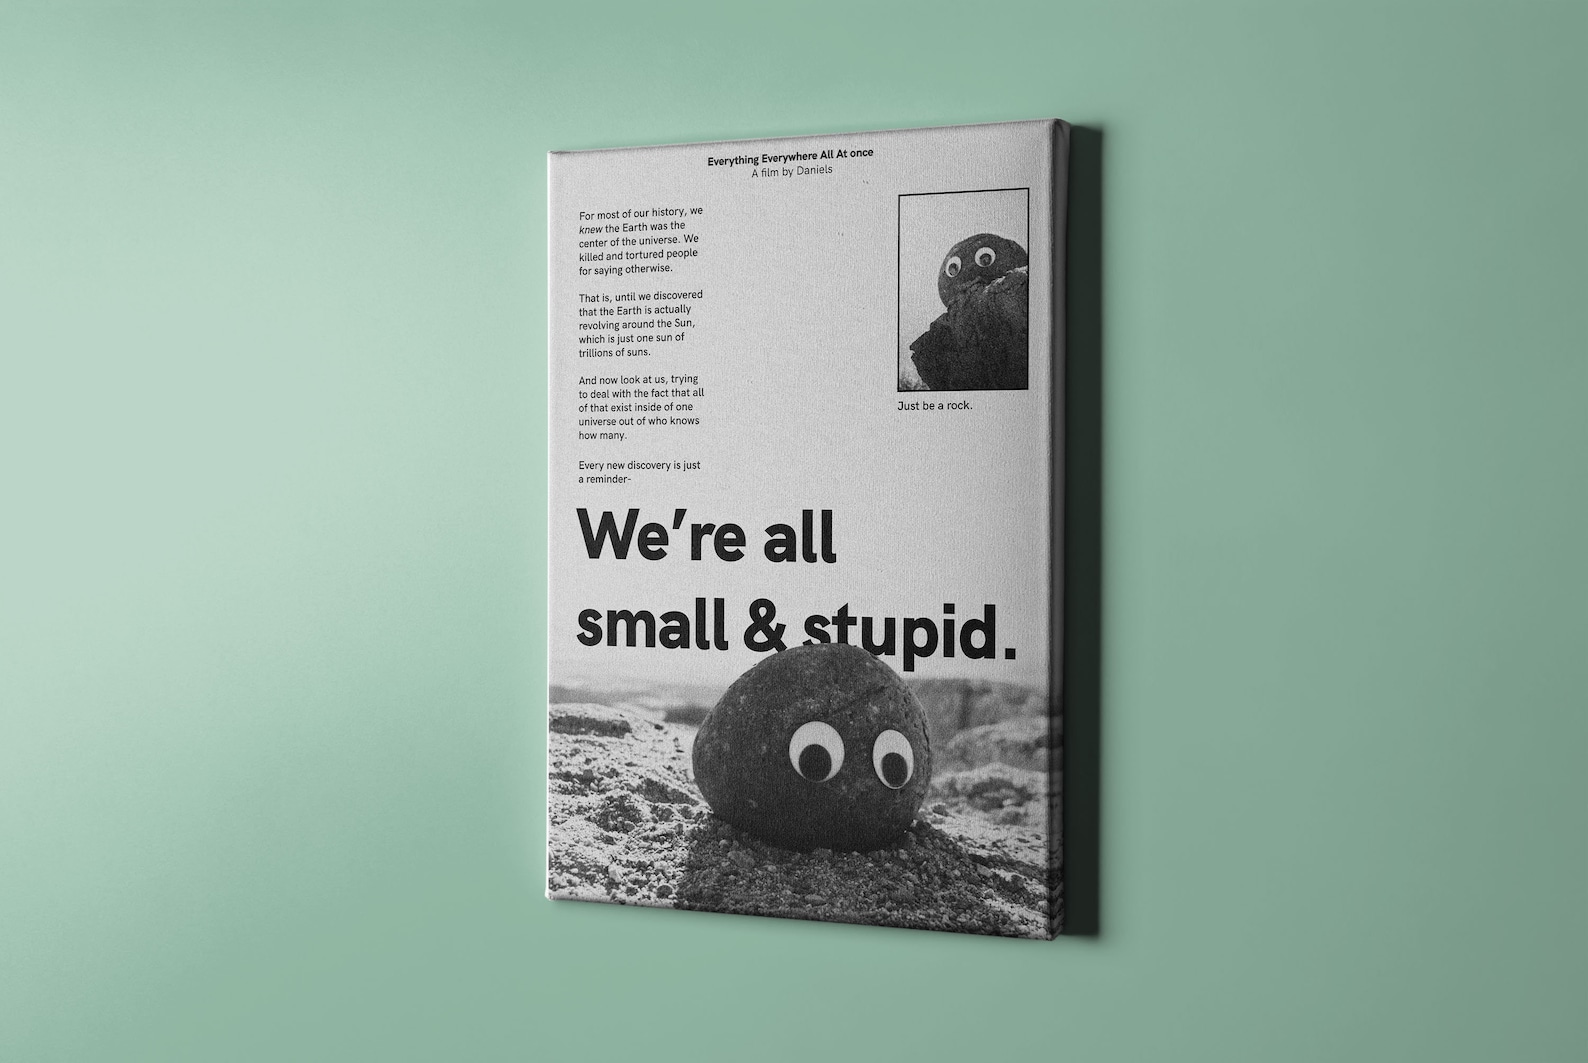 Everything Everywhere All At once
A film by Daniels
For most of our history, we
knew the Earth was the
center of the universe. We
killed and tortured people
for saying otherwise.
That is, until we discovered
that the Earth is actually
revolving around the Sun,
which is just one sun of
trillions of suns.
And now look at us, trying
to deal with the fact that all
of that exist inside of one
universe out of who knows
how many.
Every new discovery is just
a reminder-
Just be a rock.
We're all
small & stupid.